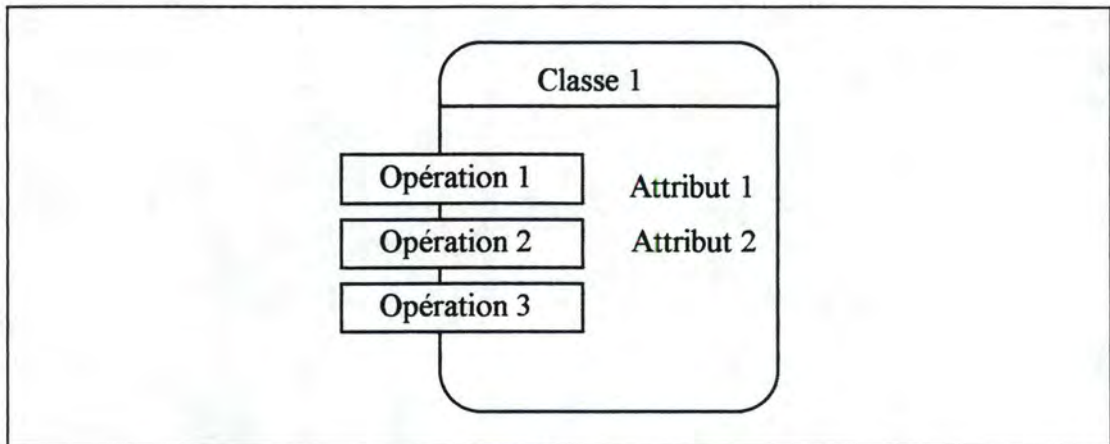 Classe 1
Opération 1
Attribut 1
Opération 2
Attribut 2
Opération 3